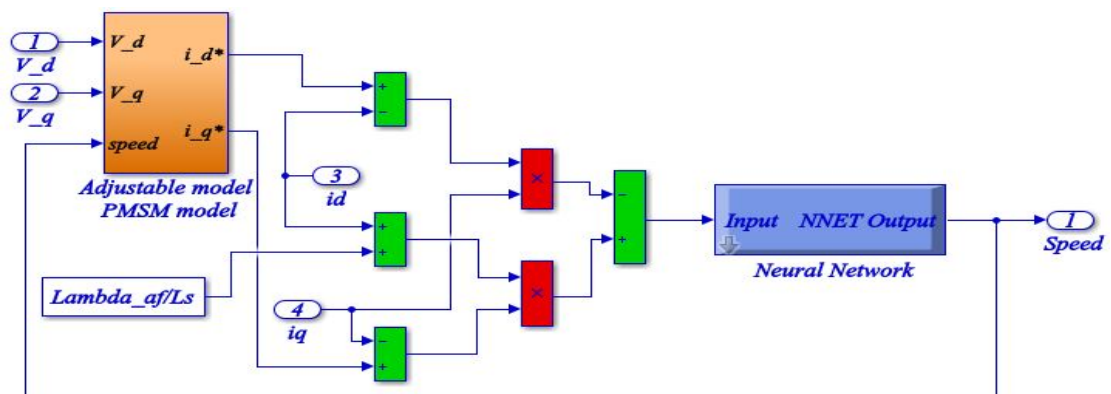 1
V_d
2
V_q
V_d
V_q
speed
i_d*
i_q*
Adjustable model
PMSM model
+
−
3
id
+
+
Lambda_af/Ls
4
iq
−
+
×
×
−
+
Input NNET Output
Neural Network
1
Speed